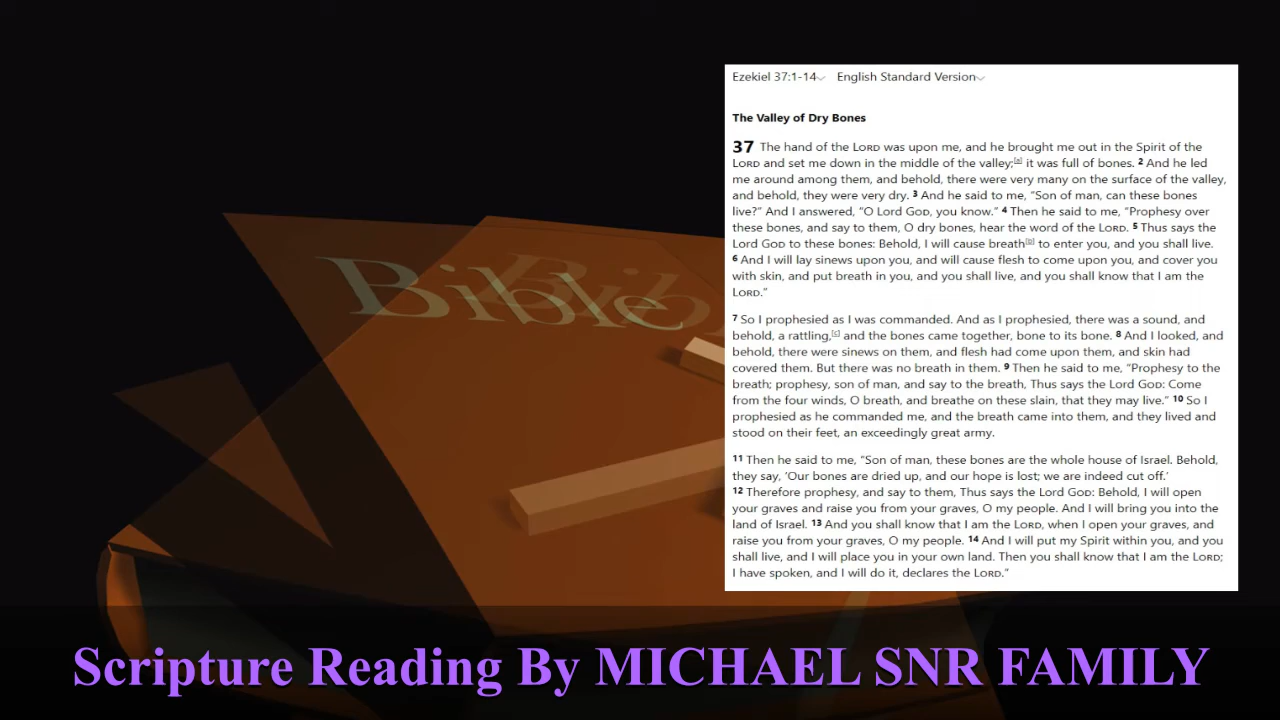 Ezekiel 37:1-14 English Standard Version
The Valley of Dry Bones
37 The hand of the LORD was upon me, and he brought me out in the Spirit of the
LORD and set me down in the middle of the valley;[a] it was full of bones. 2 And he led
me around among them, and behold, there were very many on the surface of the valley,
and behold, they were very dry. 3 And he said to me, “Son of man, can these bones
live?” And I answered, “O Lord GOD, you know.” 4 Then he said to me, “Prophesy over
these bones, and say to them, O dry bones, hear the word of the LORD. 5 Thus says the
Lord GOD to these bones: Behold, I will cause breath[b] to enter you, and you shall live.
6 And I will lay sinews upon you, and will cause flesh to come upon you, and cover you
with skin, and put breath in you, and you shall live, and you shall know that I am the
LORD.”
7 So I prophesied as I was commanded. And as I prophesied, there was a sound, and
behold, a rattling,[c] and the bones came together, bone to its bone. 8 And I looked, and
behold, there were sinews on them, and flesh had come upon them, and skin had
covered them. But there was no breath in them. 9 Then he said to me, “Prophesy to the
breath; prophesy, son of man, and say to the breath, Thus says the Lord GOD: Come
from the four winds, O breath, and breathe on these slain, that they may live.” 10 So I
prophesied as he commanded me, and the breath came into them, and they lived and
stood on their feet, an exceedingly great army.
11 Then he said to me, “Son of man, these bones are the whole house of Israel. Behold,
they say, ‘Our bones are dried up, and our hope is lost; we are indeed cut off.’
12 Therefore prophesy, and say to them, Thus says the Lord GOD: Behold, I will open
your graves and raise you from your graves, O my people. And I will bring you into the
land of Israel. 13 And you shall know that I am the LORD, when I open your graves, and
raise you from your graves, O my people. 14 And I will put my Spirit within you, and you
shall live, and I will place you in your own land. Then you shall know that I am the LORD;
I have spoken, and I will do it, declares the LORD.”
Bible
Scripture Reading By MICHAEL SNR FAMILY